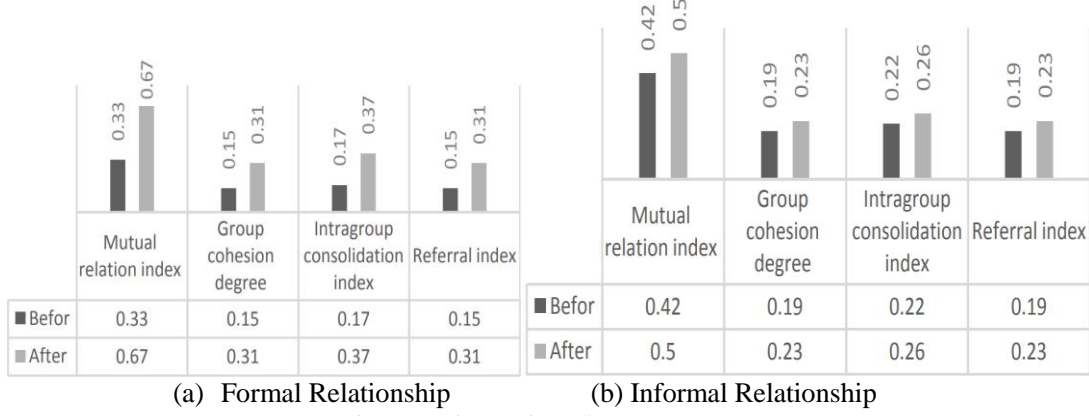 0.33
0.67
0.15
0.31
0.17
0.37
0.15
0.31
Mutual
relation index
Group
cohesion
degree
Intragroup
consolidation
index
Referral index
Befor 0.33 0.15 0.17 0.15
After 0.67 0.31 0.37 0.31
(a) Formal Relationship
0.42
0.5
0.19
0.23
0.22
0.26
0.19
0.23
Mutual
relation index
Group
cohesion
degree
Intragroup
consolidation
index
Referral index
Befor 0.42 0.19 0.22 0.19
After 0.5 0.23 0.26 0.23
(b) Informal Relationship